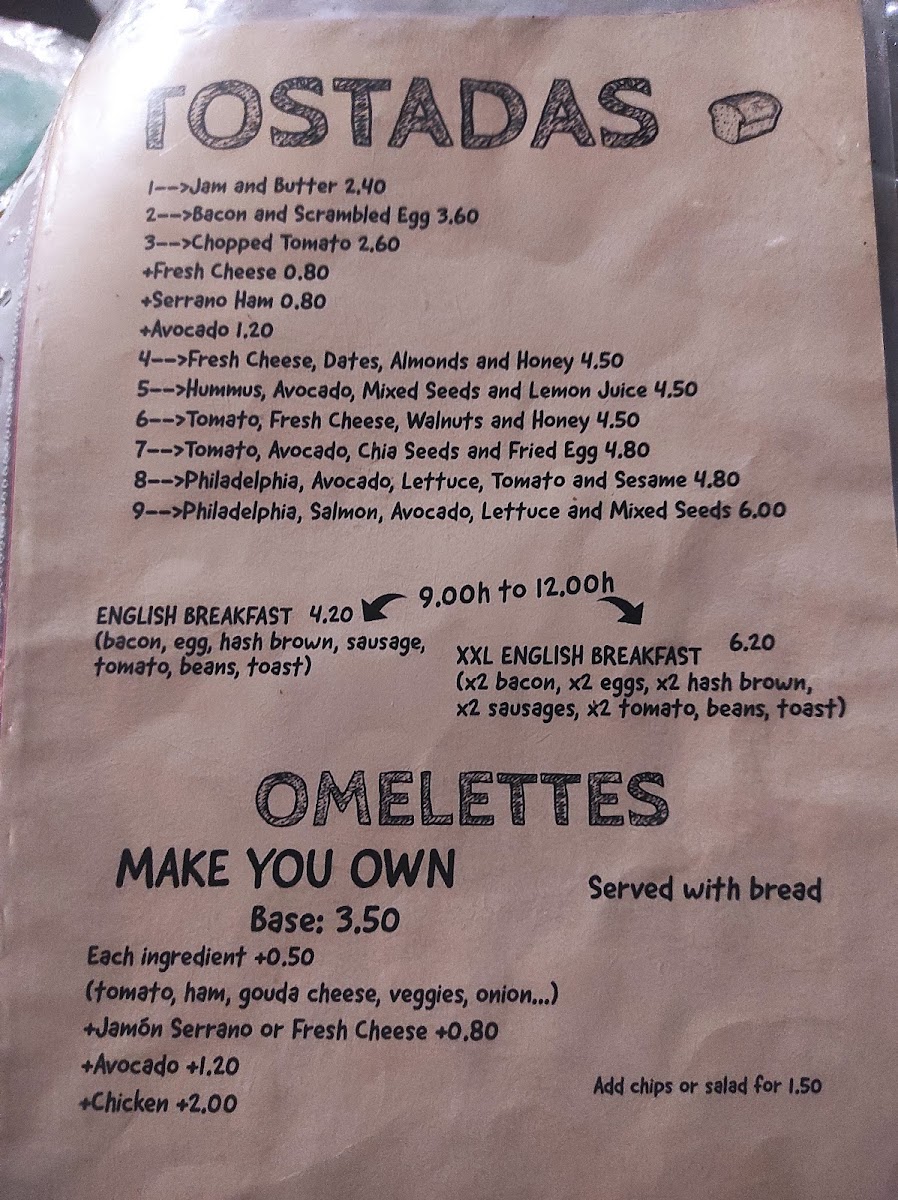 TOSTADAS
1-->Jam and Butter 2.40
2-->Bacon and Scrambled Egg 3.60
3-->Chopped Tomato 2.60
+Fresh Cheese 0.80
+Serrano Ham 0.80
+Avocado 1.20
4-->Fresh Cheese, Dates, Almonds and Honey 4.50
5-->Hummus, Avocado, Mixed Seeds and Lemon Juice 4.50
6-->Tomato, Fresh Cheese, Walnuts and Honey 4.50
7-->Tomato, Avocado, Chia Seeds and Fried Egg 4.80
8-->Philadelphia, Avocado, Lettuce, Tomato and Sesame 4.80
9-->Philadelphia, Salmon, Avocado, Lettuce and Mixed Seeds 6.00
9.00h to 12.00h
ENGLISH BREAKFAST 4.20
(bacon, egg, hash brown, sausage,
tomato, beans, toast)
XXL ENGLISH BREAKFAST 6.20
(x2 bacon, x2 eggs, x2 hash brown,
x2 sausages, x2 tomato, beans, toast)
OMELETTES
MAKE YOU OWN
Base: 3.50
Served with bread
Each ingredient +0.50
(tomato, ham, gouda cheese, veggies, onion...)
+Jamón Serrano or Fresh Cheese +0.80
+Avocado +1.20
+Chicken +2.00
Add chips or salad for 1.50